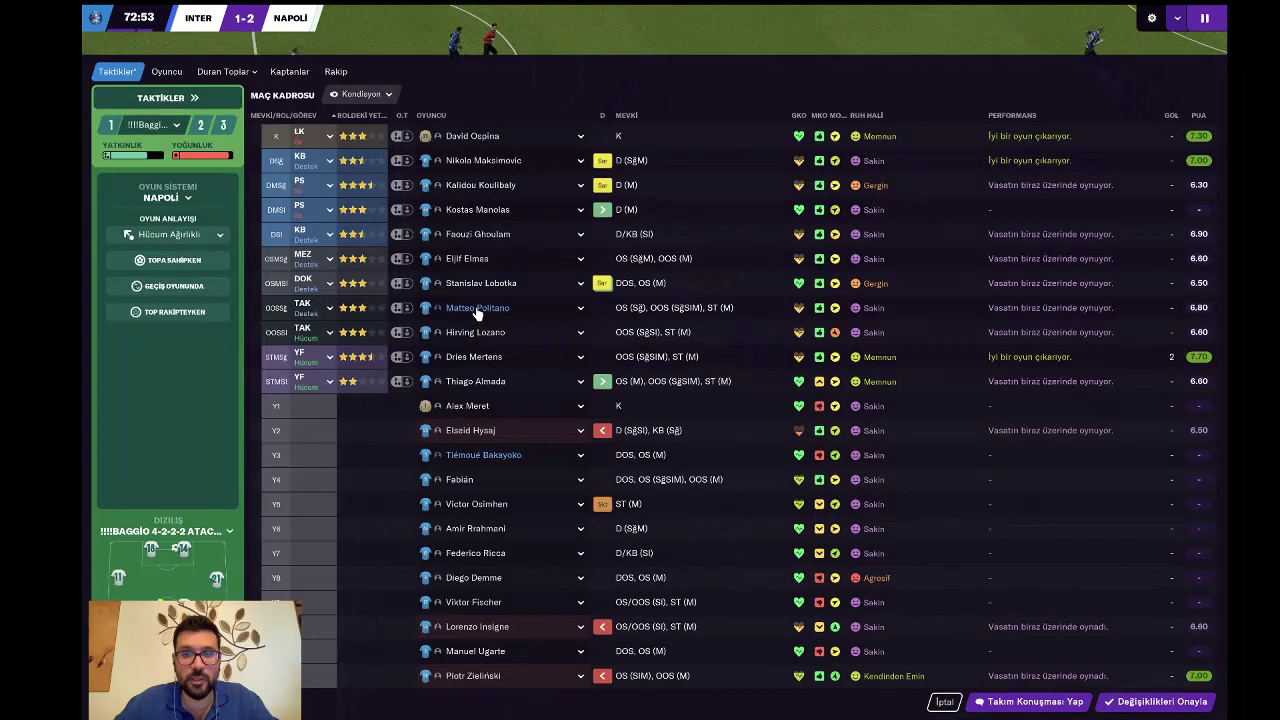 72:53 INTER 1-2 NAPOLİ
Taktikler* Oyuncu Duran Toplar Kaptanlar Rakip
TAKTİKLER
1 !!!!Baggi... 2 3
YATKINLIK YOĞUNLUK
OYUN SİSTEMİ
NAPOLİ
OYUN ANLAYIŞI
Hücum Ağırlıklı
TOPA SAHİPKEN
GEÇİŞ OYUNUNDA
TOP RAKİPTEYKEN
DİZİLİŞ
!!!!BAGGİO 4-2-2-2 ATAC...
18 14
11 21
MAÇ KADROSU Kondisyon
MEVKİ/ROL/GÖREV ROLDEKİ YET... O.T OYUNCU D MEVKİ GKO MKO MO... RUH HALİ PERFORMANS GOL PUA
K LK Sv David Ospina K Memnun İyi bir oyun çıkarıyor. - 7.30
DSğ KB Destek Nikola Maksimovic Sar D (SğM) Sakin İyi bir oyun çıkarıyor. - 7.00
DMSğ PS Sv Kalidou Koulibaly Sar D (M) Gergin Vasatın biraz üzerinde oynuyor. - 6.30
DMSl PS Sv Kostas Manolas D (M) Sakin - - -
DSl KB Destek Faouzi Ghoulam D/KB (Sl) Sakin Vasatın biraz üzerinde oynuyor. - 6.90
OSMSğ MEZ Destek Eljif Elmas OS (SğM), OOS (M) Sakin Vasatın biraz üzerinde oynuyor. - 6.60
OSMSl DOK Destek Stanislav Lobotka Sar DOS, OS (M) Gergin Vasatın biraz üzerinde oynuyor. - 6.50
OOSSğ TAK Destek Matteo Politano OS (Sğ), OOS (SğSlM), ST (M) Sakin Vasatın biraz üzerinde oynuyor. - 6.80
OOSSl TAK Hücum Hirving Lozano OOS (SğSl), ST (M) Sakin Vasatın biraz üzerinde oynuyor. - 6.60
STMSğ YF Hücum Dries Mertens OOS (SğSlM), ST (M) Memnun İyi bir oyun çıkarıyor. 2 7.70
STMSl YF Hücum Thiago Almada OS (M), OOS (SğSlM), ST (M) Memnun Vasatın biraz üzerinde oynuyor. - 6.60
Y1 Alex Meret K Sakin - - -
Y2 Elseid Hysaj D (SğSl), KB (Sğ) Sakin Vasatın biraz üzerinde oynuyor. - 6.50
Y3 Tiémoué Bakayoko DOS, OS (M) Sakin - - -
Y4 Fabián DOS, OS (SğSlM), OOS (M) Sakin - - -
Y5 Victor Osimhen Skt ST (M) Sakin - - -
Y6 Amir Rrahmani D (SğM) Sakin - - -
Y7 Federico Ricca D/KB (Sl) Sakin - - -
Y8 Diego Demme DOS, OS (M) Agrosif - - -
Viktor Fischer OS/OOS (Sl), ST (M) Sakin - - -
Lorenzo Insigne OS/OOS (Sl), ST (M) Sakin Vasatın biraz üzerinde oynadı. - 6.60
Manuel Ugarte DOS, OS (M) Sakin - - -
Piotr Zieliński OS (SlM), OOS (M) Kendinden Emin Vasatın biraz üzerinde oynadı. - 7.00
İptal Takım Konuşması Yap Değişiklikleri Onayla